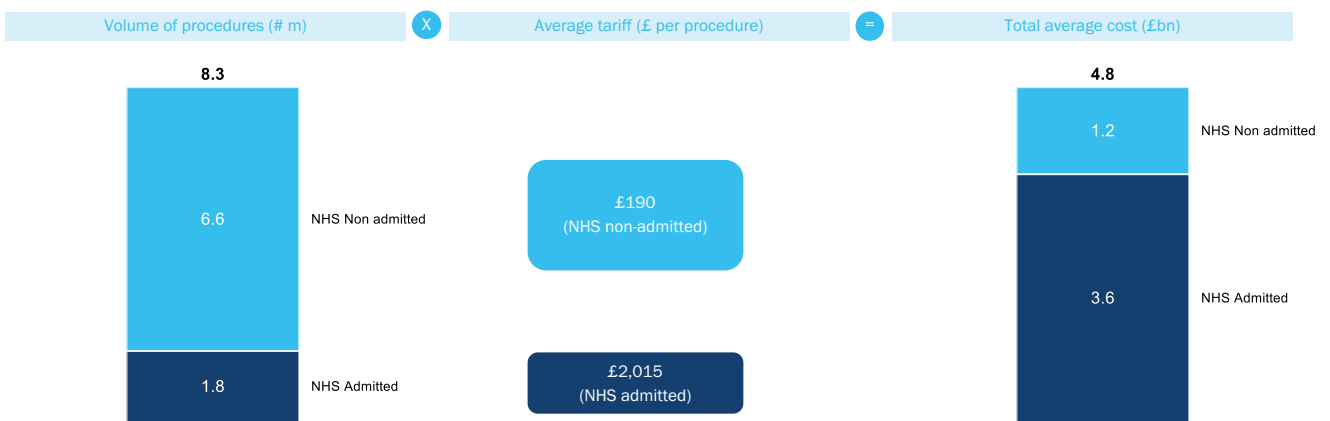 Volume of procedures (# m)
X
Average tariff (£ per procedure)
=
Total average cost (£bn)
8.3
6.6
NHS Non admitted
1.8
NHS Admitted
£190
(NHS non-admitted)
£2,015
(NHS admitted)
4.8
1.2
NHS Non admitted
3.6
NHS Admitted